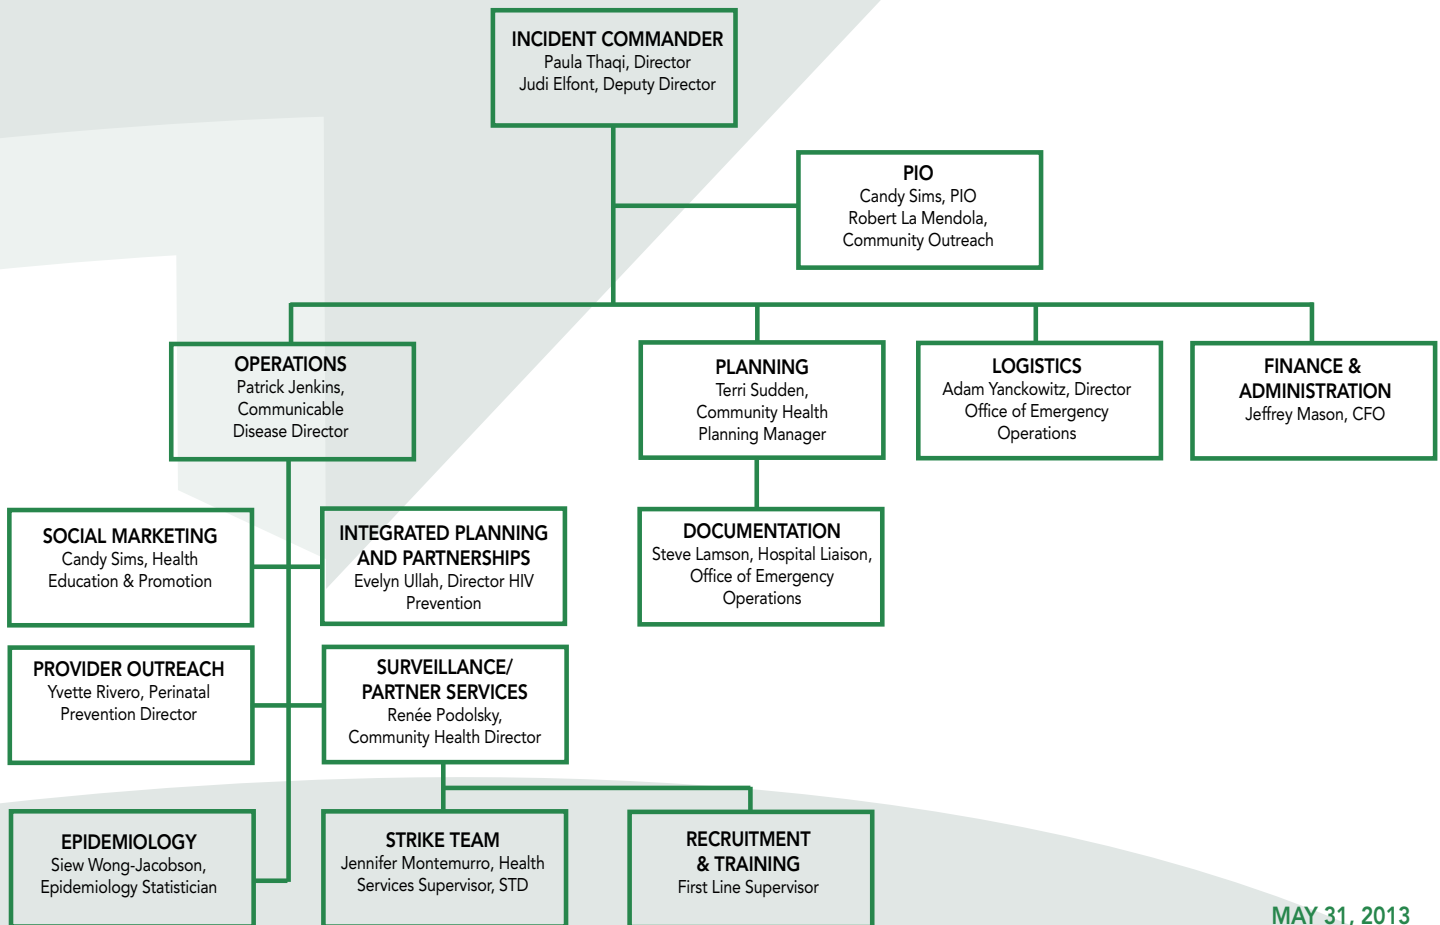 INCIDENT COMMANDER
Paula Thaqi, Director
Judi Elfont, Deputy Director
PIO
Candy Sims, PIO
Robert La Mendola,
Community Outreach
OPERATIONS
Patrick Jenkins,
Communicable
Disease Director
PLANNING
Terri Sudden,
Community Health
Planning Manager
LOGISTICS
Adam Yanckowitz, Director
Office of Emergency
Operations
FINANCE &
ADMINISTRATION
Jeffrey Mason, CFO
SOCIAL MARKETING
Candy Sims, Health
Education & Promotion
INTEGRATED PLANNING
AND PARTNERSHIPS
Evelyn Ullah, Director HIV
Prevention
DOCUMENTATION
Steve Lamson, Hospital Liaison,
Office of Emergency
Operations
PROVIDER OUTREACH
Yvette Rivero, Perinatal
Prevention Director
SURVEILLANCE/
PARTNER SERVICES
Renée Podolsky,
Community Health Director
EPIDEMIOLOGY
Siew Wong-Jacobson,
Epidemiology Statistician
STRIKE TEAM
Jennifer Montemurro, Health
Services Supervisor, STD
RECRUITMENT
& TRAINING
First Line Supervisor
MAY 31, 2013